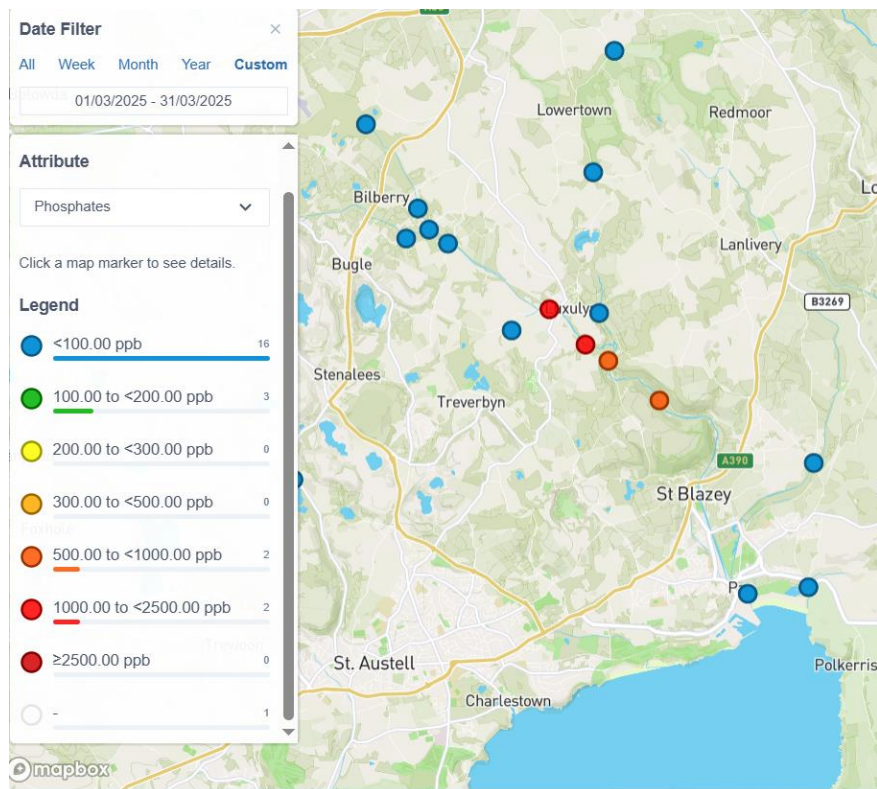 Date Filter ×
All Week Month Year Custom
01/03/2025 - 31/03/2025
Attribute
Phosphates
Click a map marker to see details.
Legend
<100.00 ppb 16
100.00 to <200.00 ppb 3
200.00 to <300.00 ppb 0
300.00 to <500.00 ppb 0
500.00 to <1000.00 ppb 2
1000.00 to <2500.00 ppb 2
≥2500.00 ppb 0
- 1
mapbox
Lowertown
Redmoor
Bilberry
Lanlivery
Bugle
B3269
Stenalees
Treverbyn
A390
St Blazey
St. Austell
Polkerris
Charlestown